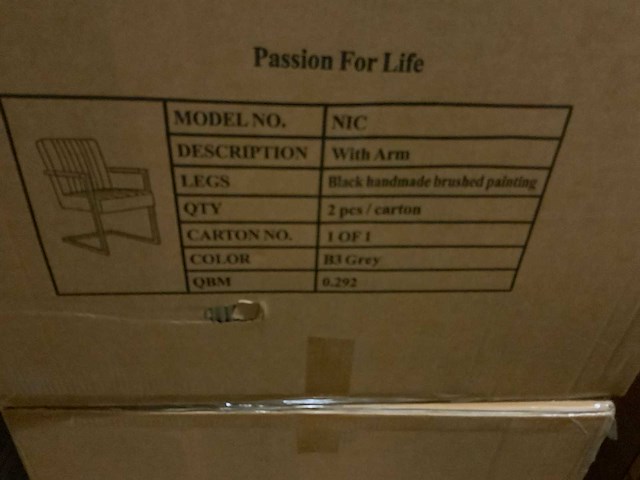 Passion For Life
MODEL NO. NIC
DESCRIPTION With Arm
LEGS Black handmade brushed painting
QTY 2 pcs / carton
CARTON NO. 1 OF 1
COLOR B3 Grey
QBM 0.292